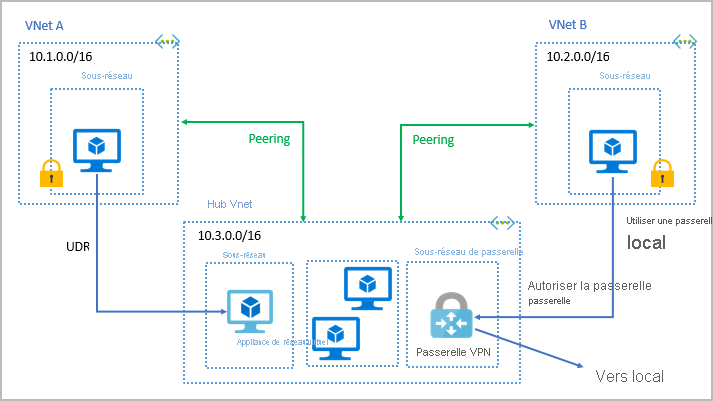 VNet A
10.1.0.0/16
Sous-réseau
VNet B
10.2.0.0/16
Sous-réseau
Peering
Peering
Hub Vnet
UDR
10.3.0.0/16
Sous-réseau
Sous-réseau de passerelle
Utiliser une passerell
local
Autoriser la passerelle
passerelle
Appliance de réseau
Passerelle VPN
Vers local